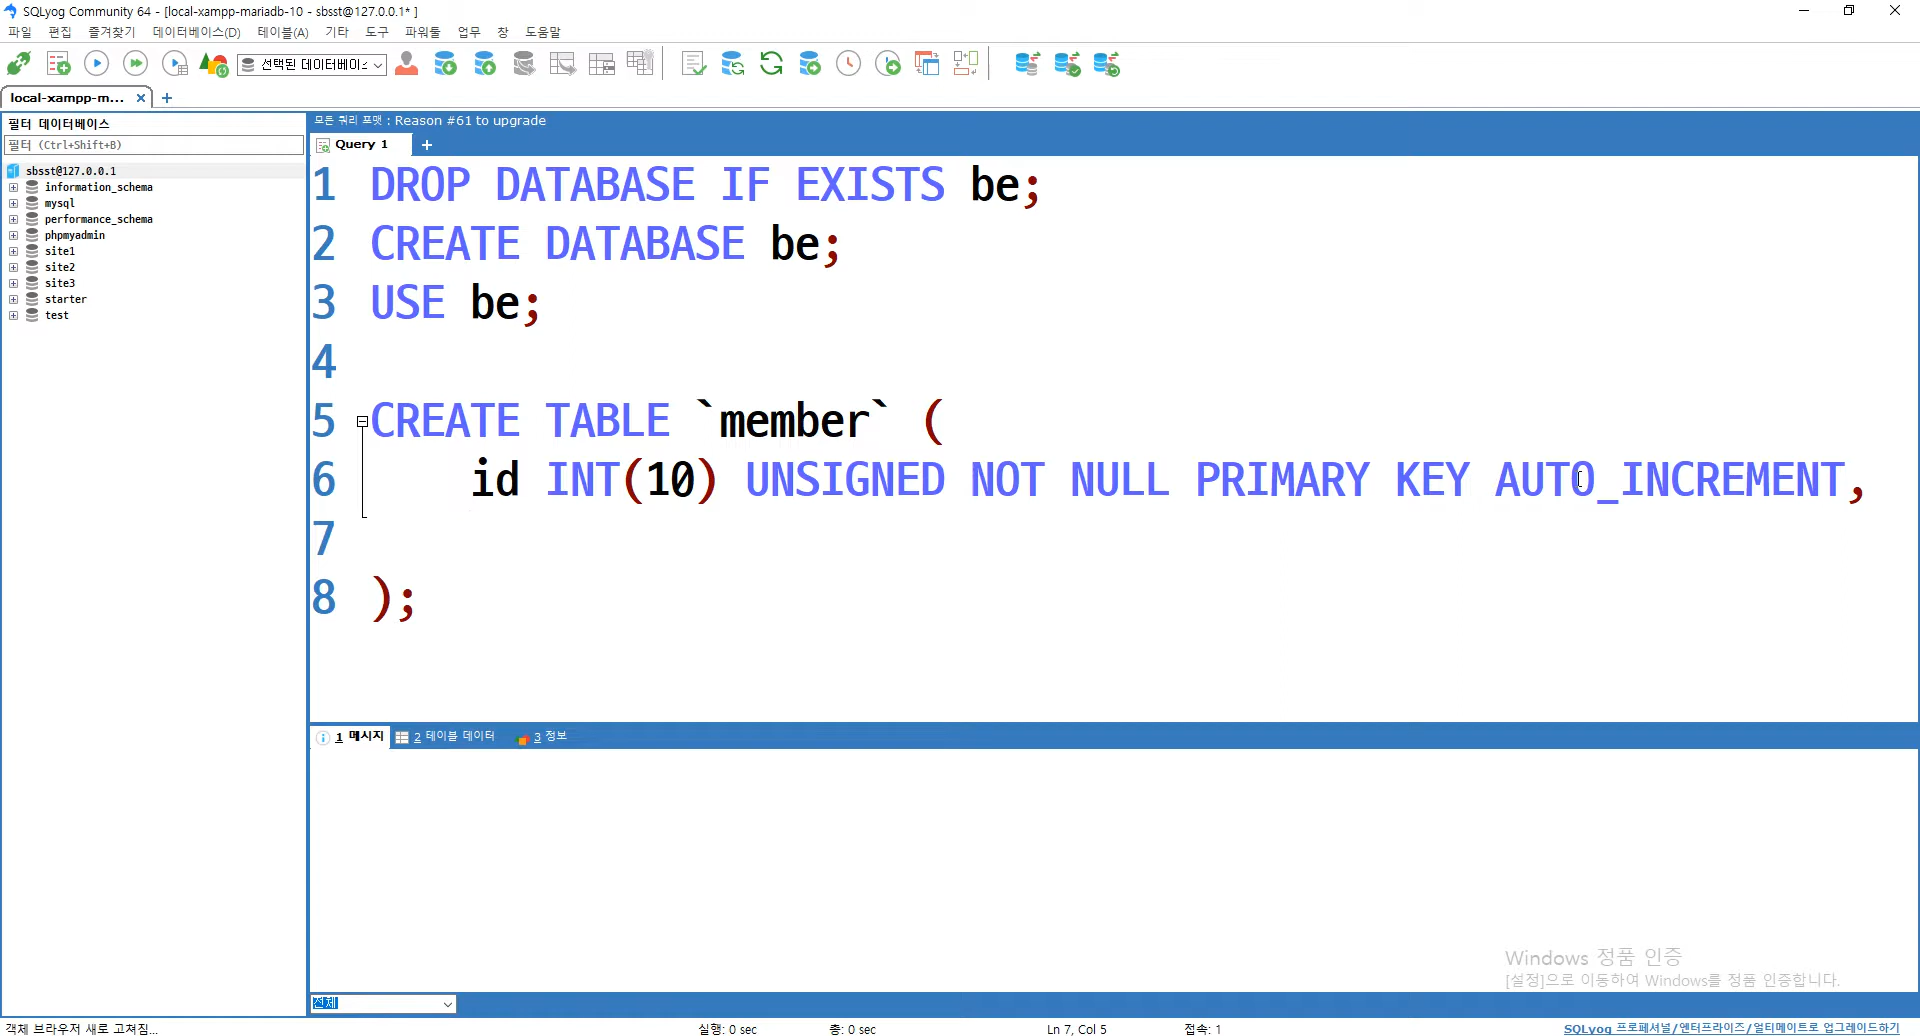 SQLyog Community 64 - [local-xampp-mariadb-10 - sbsst@127.0.0.1* ]
파일 편집 즐겨찾기 데이터베이스(D) 테이블(A) 기타 도구 파워툴 업무 창 도움말
선택된 데이터베이스
local-xampp-m...
필터 데이터베이스
필터 (Ctrl+Shift+B)
sbsst@127.0.0.1
information_schema
mysql
performance_schema
phpmyadmin
site1
site2
site3
starter
test
모든 쿼리 포맷 : Reason #61 to upgrade
Query 1
1 DROP DATABASE IF EXISTS be;
2 CREATE DATABASE be;
3 USE be;
4
5 CREATE TABLE `member` (
6 id INT(10) UNSIGNED NOT NULL PRIMARY KEY AUTO_INCREMENT,
7
8 );
1 메시지 2 테이블 데이터 3 정보
Windows 정품 인증
[설정]으로 이동하여 Windows를 정품 인증합니다.
전체
객체 브라우저 새로 고쳐짐... 실행: 0 sec 총: 0 sec Ln 7, Col 5 접속: 1 SQLyog 프로페셔널/엔터프라이즈/얼티메이트로 업그레이드하기